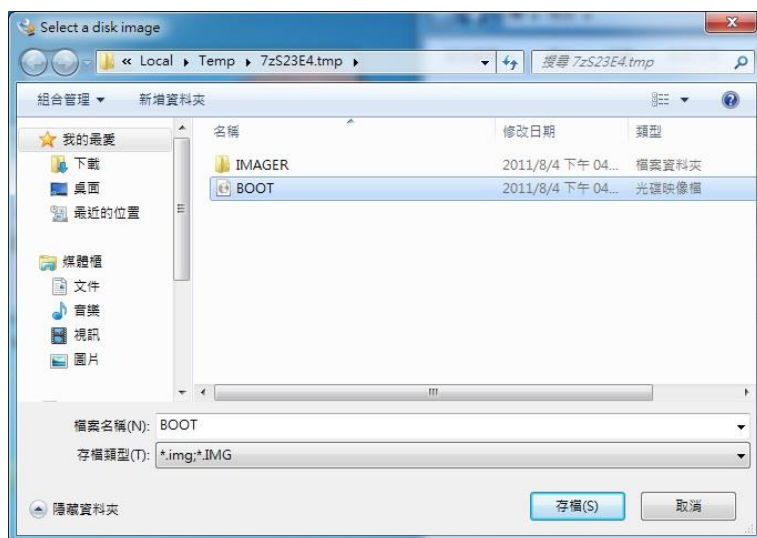 Select a disk image
« Local ▸ Temp ▸ 7zS23E4.tmp ▸
搜尋 7zS23E4.tmp
組合管理 ▼ 新增資料夾
我的最愛
下載
桌面
最近的位置
媒體櫃
文件
音樂
視訊
圖片
名稱 修改日期 類型
IMAGER 2011/8/4 下午 04... 檔案資料夾
BOOT 2011/8/4 下午 04... 光碟映像檔
檔案名稱(N): BOOT
存檔類型(T): *.img;*.IMG
隱藏資料夾
存檔(S) 取消